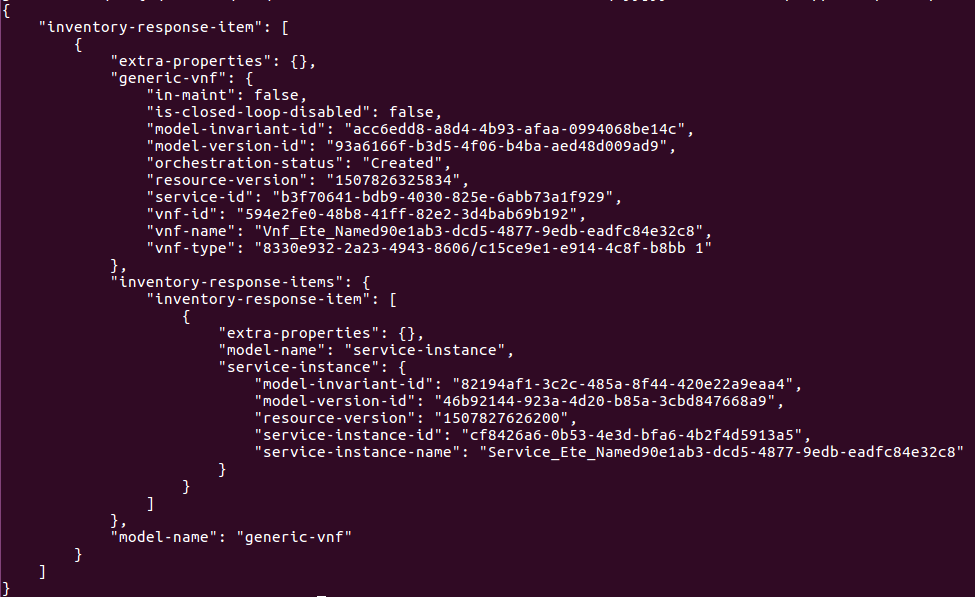 {
    "inventory-response-item": [
        {
            "extra-properties": {},
            "generic-vnf": {
                "in-maint": false,
                "is-closed-loop-disabled": false,
                "model-invariant-id": "acc6edd8-a8d4-4b93-afaa-0994068be14c",
                "model-version-id": "93a6166f-b3d5-4f06-b4ba-aed48d009ad9",
                "orchestration-status": "Created",
                "resource-version": "1507826325834",
                "service-id": "b3f70641-bdb9-4030-825e-6abb73a1f929",
                "vnf-id": "594e2fe0-48b8-41ff-82e2-3d4bab69b192",
                "vnf-name": "Vnf_Ete_Named90e1ab3-dcd5-4877-9edb-eadfc84e32c8",
                "vnf-type": "8330e932-2a23-4943-8606/c15ce9e1-e914-4c8f-b8bb 1"
            },
            "inventory-response-items": {
                "inventory-response-item": [
                    {
                        "extra-properties": {},
                        "model-name": "service-instance",
                        "service-instance": {
                            "model-invariant-id": "82194af1-3c2c-485a-8f44-420e22a9eaa4",
                            "model-version-id": "46b92144-923a-4d20-b85a-3cbd847668a9",
                            "resource-version": "1507827626200",
                            "service-instance-id": "cf8426a6-0b53-4e3d-bfa6-4b2f4d5913a5",
                            "service-instance-name": "Service_Ete_Named90e1ab3-dcd5-4877-9edb-eadfc84e32c8"
                        }
                    }
                ]
            },
            "model-name": "generic-vnf"
        }
    ]
}